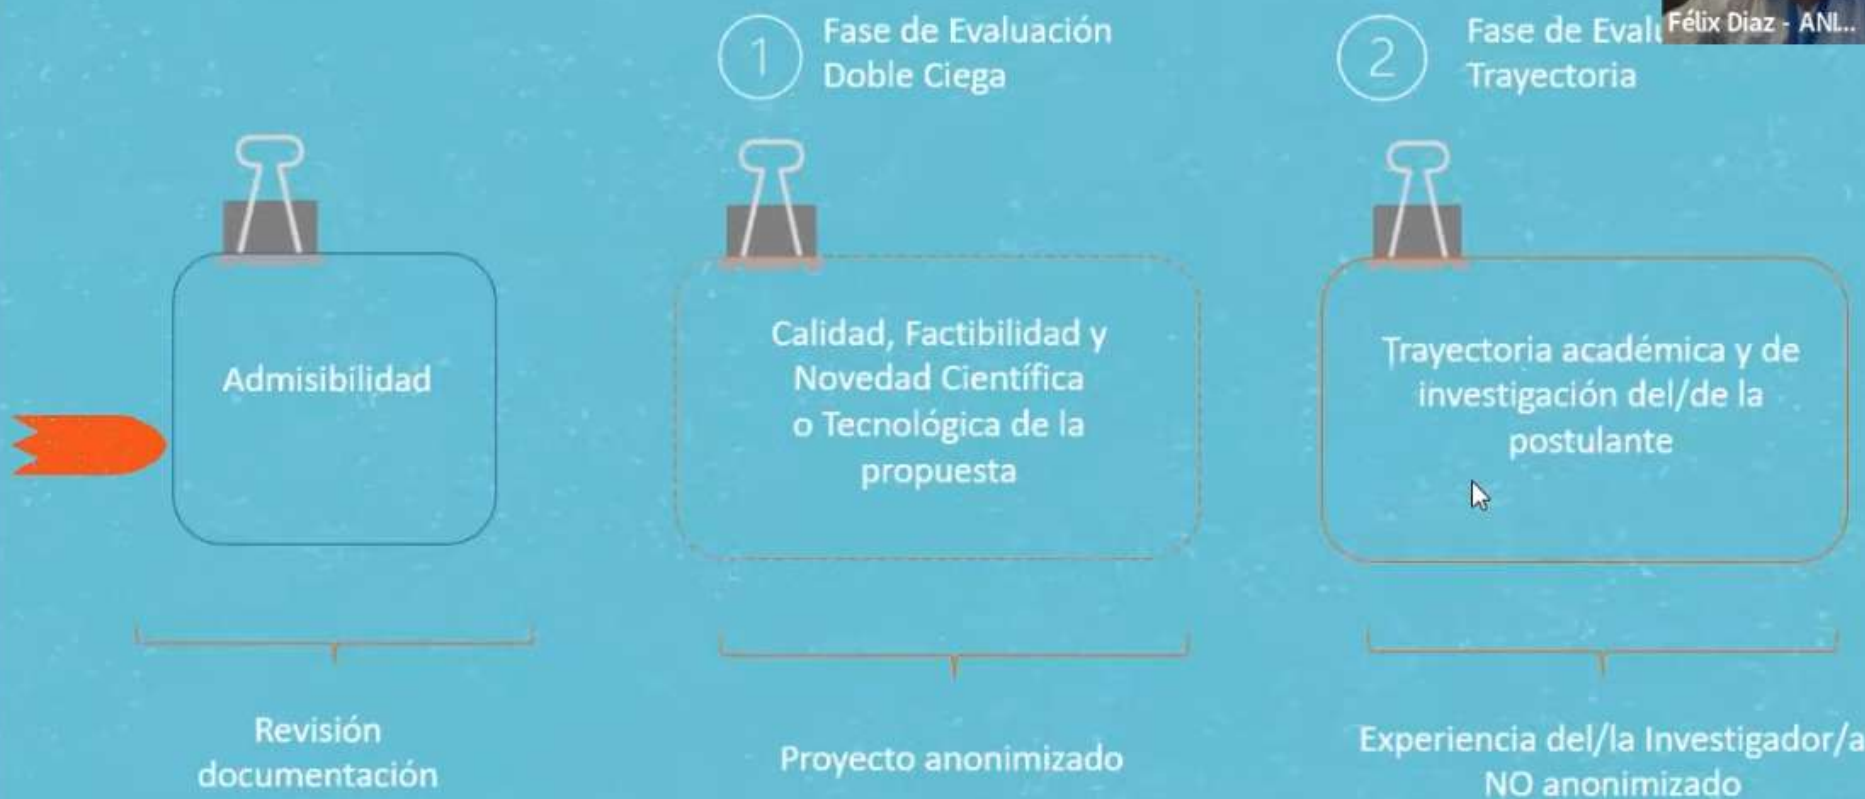 1
Fase de Evaluación
Doble Ciega
2
Fase de
Trayectoria
Félix Diaz - ANI...
Admisibilidad
Calidad, Factibilidad y
Novedad Científica
o Tecnológica de la
propuesta
Trayectoria académica y de
investigación del/de la
postulante
Revisión
documentación
Proyecto anonimizado
Experiencia del/la Investigador/a
NO anonimizado